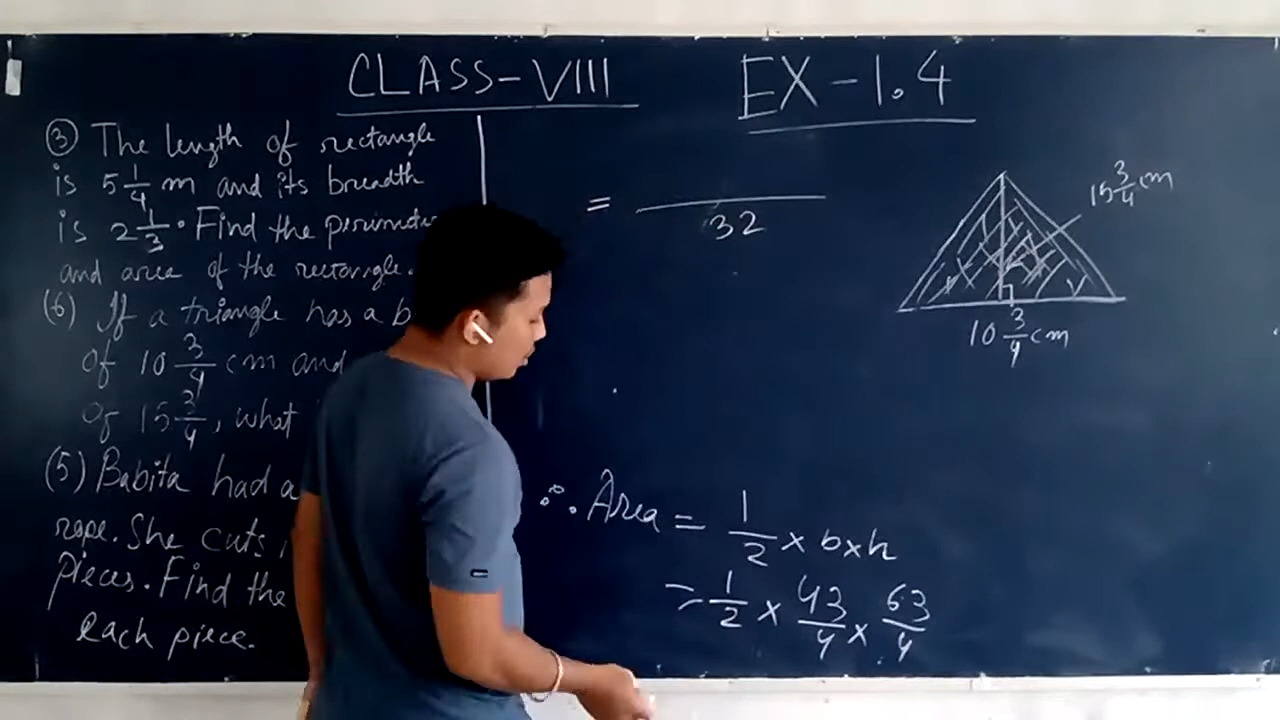 CLASS-VIII
EX-1.4
③ The length of rectangle
is 5 1/4 m and its breadth
is 2 1/3. Find the perimeter
and area of the rectangle.
(6) If a triangle has a
of 10 3/4 cm and
of 15 3/4, what
(5) Babita had a
rope. She cuts
Pieces. Find the
each piece.
= ― / 32
15 3/4 cm
10 3/4 cm
∴ Area = 1/2 × b×h
= 1/2 × 43/4 × 63/4